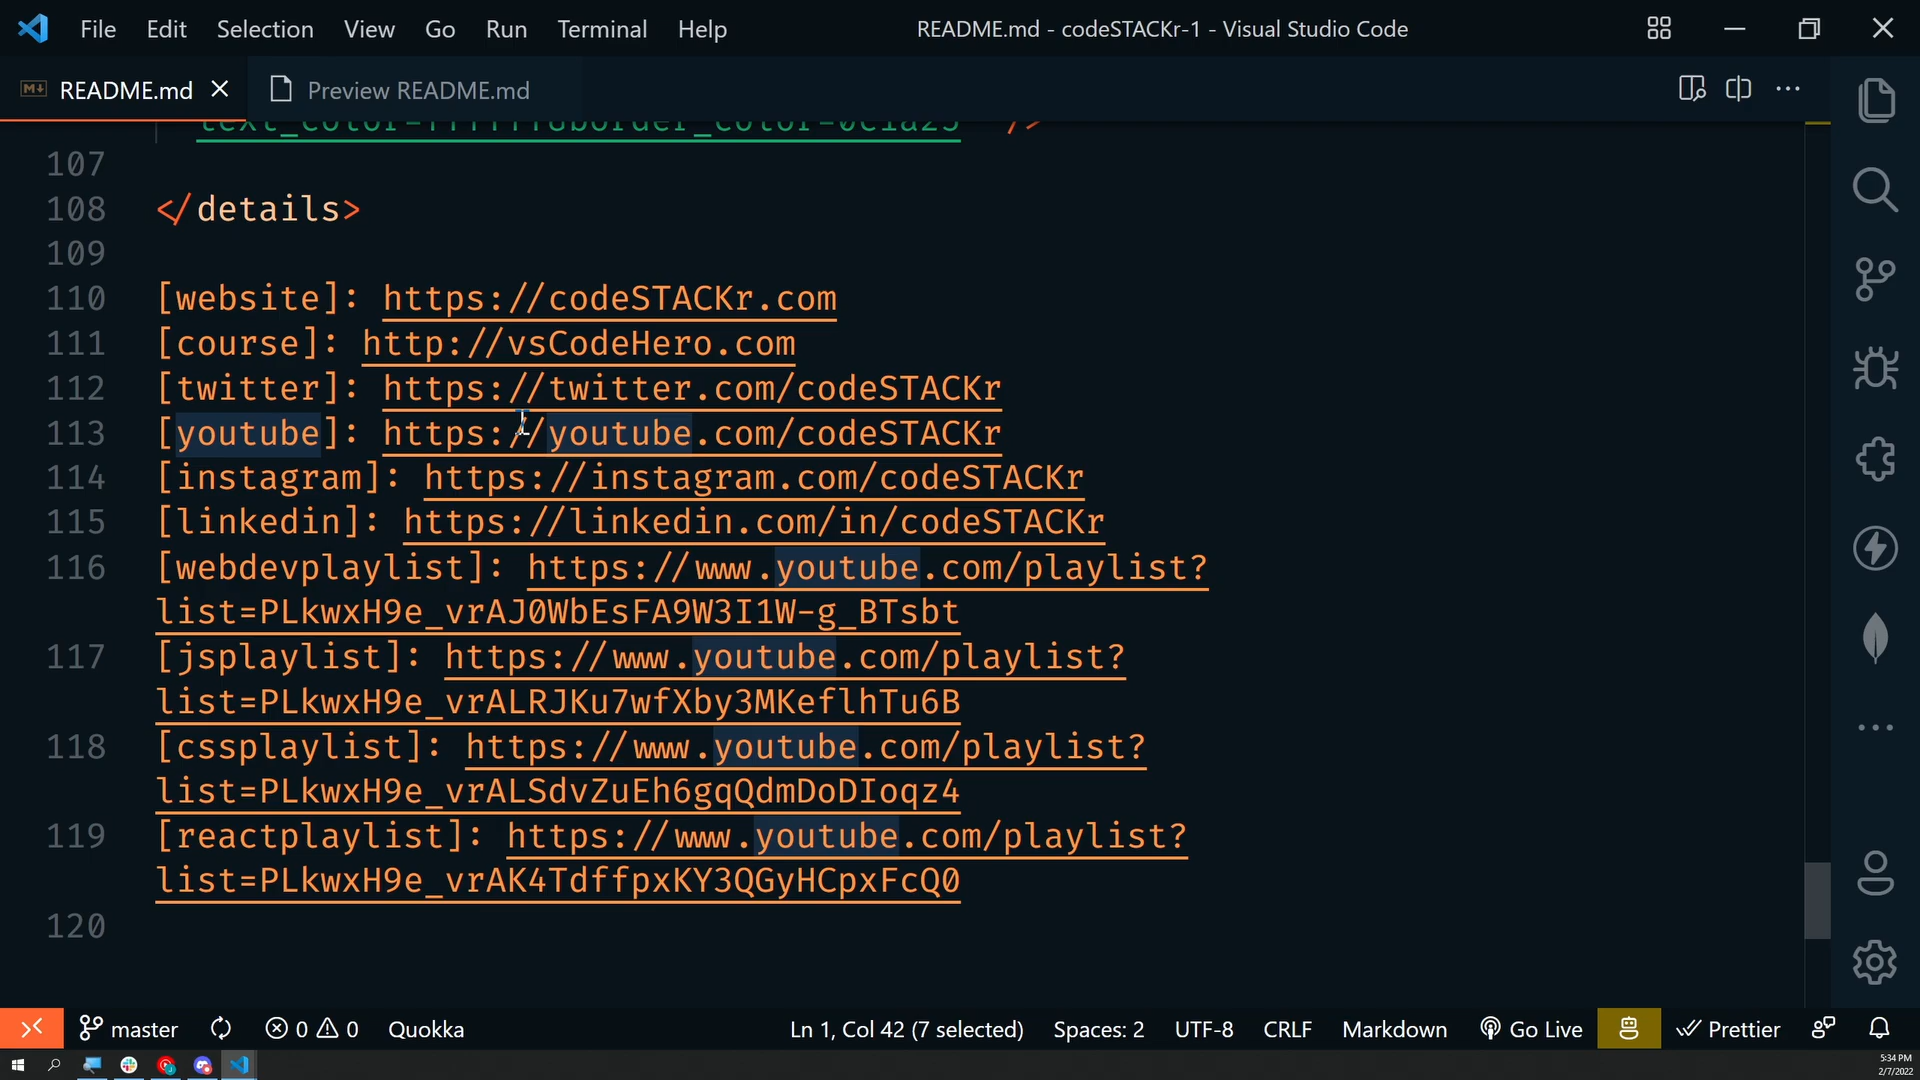 File Edit Selection View Go Run Terminal Help README.md - codeSTACKr-1 - Visual Studio Code
README.md Preview README.md
107
108 </details>
109
110 [website]: https://codeSTACKr.com
111 [course]: http://vsCodeHero.com
112 [twitter]: https://twitter.com/codeSTACKr
113 [youtube]: https://youtube.com/codeSTACKr
114 [instagram]: https://instagram.com/codeSTACKr
115 [linkedin]: https://linkedin.com/in/codeSTACKr
116 [webdevplaylist]: https://www.youtube.com/playlist?
list=PLkwxH9e_vrAJ0WbEsFA9W3I1W-g_BTsbt
117 [jsplaylist]: https://www.youtube.com/playlist?
list=PLkwxH9e_vrALRJKu7wfXby3MKeflhTu6B
118 [cssplaylist]: https://www.youtube.com/playlist?
list=PLkwxH9e_vrALSdvZuEh6gqQdmDoDIoqz4
119 [reactplaylist]: https://www.youtube.com/playlist?
list=PLkwxH9e_vrAK4TdffpxKY3QGyHCpxFcQ0
120
master 0 0 Quokka Ln 1, Col 42 (7 selected) Spaces: 2 UTF-8 CRLF Markdown Go Live Prettier
5:34 PM
2/7/2022